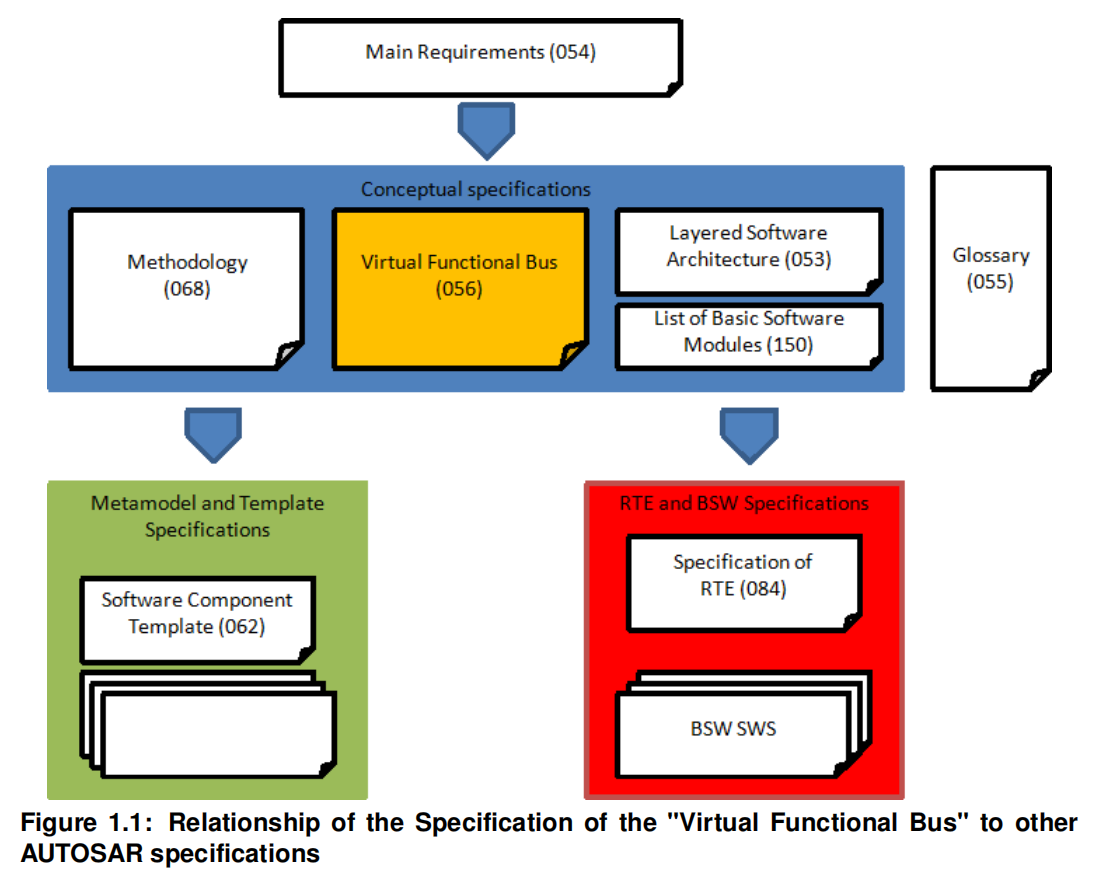 Main Requirements (054)
Conceptual specifications
Methodology
(068)
Virtual Functional Bus
(056)
Layered Software
Architecture (053)
List of Basic Software
Modules (150)
Glossary
(055)
Metamodel and Template
Specifications
Software Component
Template (062)
RTE and BSW Specifications
Specification of
RTE (084)
BSW SWS
Figure 1.1: Relationship of the Specification of the "Virtual Functional Bus" to other
AUTOSAR specifications